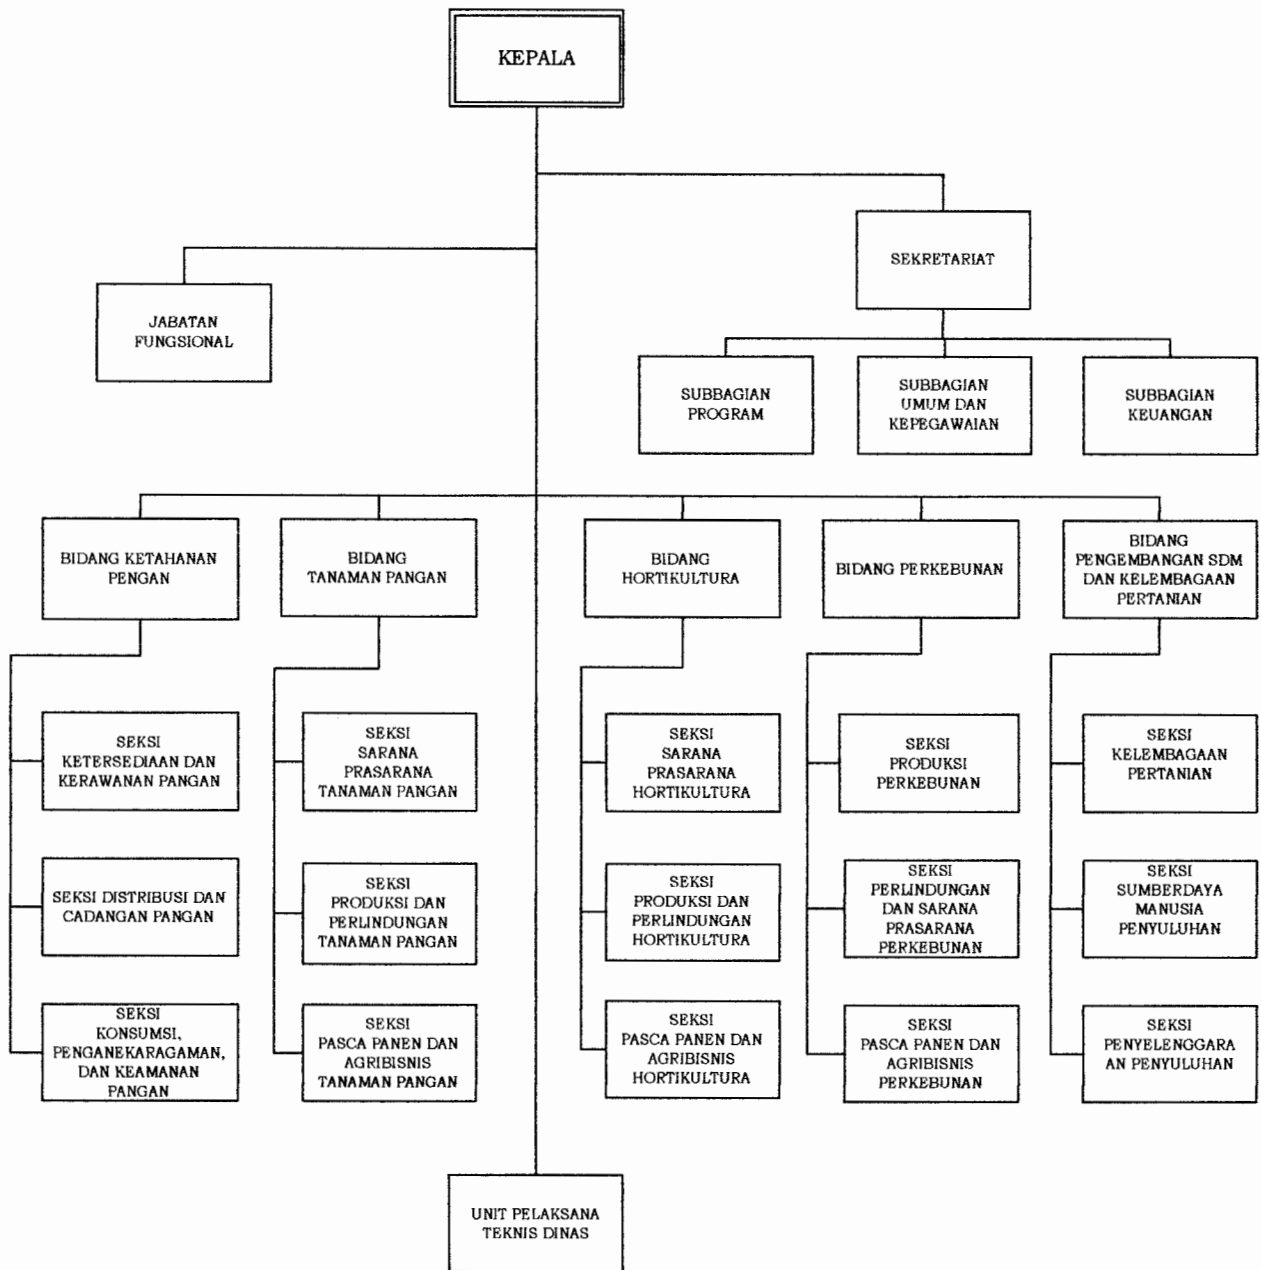 KEPALA
SEKRETARIAT
JABATAN
FUNGSIONAL
SUBBAGIAN
PROGRAM
SUBBAGIAN
UMUM DAN
KEPEGAWAIAN
SUBBAGIAN
KEUANGAN
BIDANG KETAHANAN
PENGAN
BIDANG
TANAMAN PANGAN
BIDANG
HORTIKULTURA
BIDANG PERKEBUNAN
BIDANG
PENGEMBANGAN SDM
DAN KELEMBAGAAN
PERTANIAN
SEKSI
KETERSEDIAAN DAN
KERAWANAN PANGAN
SEKSI
SARANA
PRASARANA
TANAMAN PANGAN
SEKSI
SARANA
PRASARANA
HORTIKULTURA
SEKSI
PRODUKSI
PERKEBUNAN
SEKSI
KELEMBAGAAN
PERTANIAN
SEKSI DISTRIBUSI DAN
CADANGAN PANGAN
SEKSI
PRODUKSI DAN
PERLINDUNGAN
TANAMAN PANGAN
SEKSI
PRODUKSI DAN
PERLINDUNGAN
HORTIKULTURA
SEKSI
PERLINDUNGAN
DAN SARANA
PRASARANA
PERKEBUNAN
SEKSI
SUMBERDAYA
MANUSIA
PENYULUHAN
SEKSI
KONSUMSI,
PENGANEKARAGAMAN,
DAN KEAMANAN
PANGAN
SEKSI
PASCA PANEN DAN
AGRIBISNIS
TANAMAN PANGAN
SEKSI
PASCA PANEN DAN
AGRIBISNIS
HORTIKULTURA
SEKSI
PASCA PANEN DAN
AGRIBISNIS
PERKEBUNAN
SEKSI
PENYELENGGARA
AN PENYULUHAN
UNIT PELAKSANA
TEKNIS DINAS